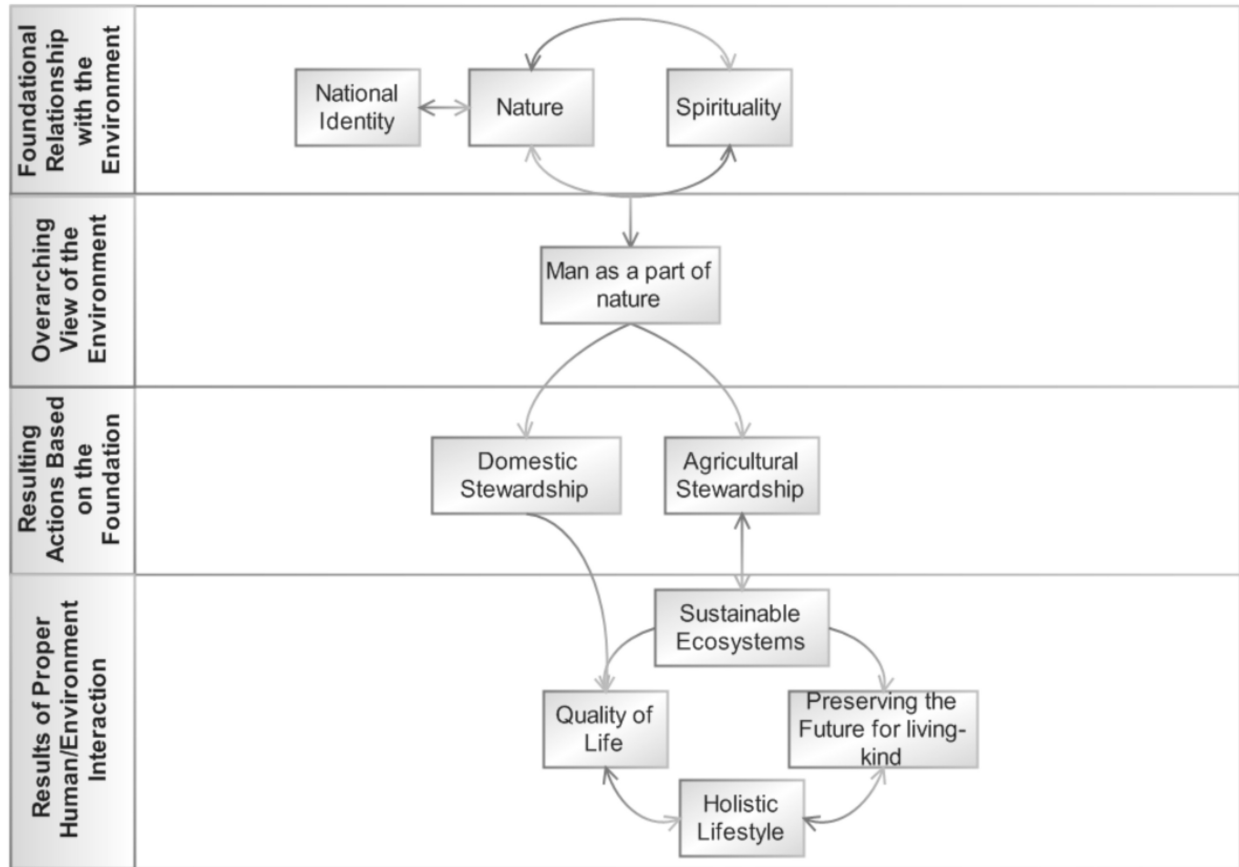 Foundational
Relationship
with the
Environment
National
Identity
Nature
Spirituality
Overarching
View of the
Environment
Man as a part of
nature
Resulting
Actions Based
on the
Foundation
Domestic
Stewardship
Agricultural
Stewardship
Results of Proper
Human/Environment
Interaction
Sustainable
Ecosystems
Quality of
Life
Preserving the
Future for living-
kind
Holistic
Lifestyle